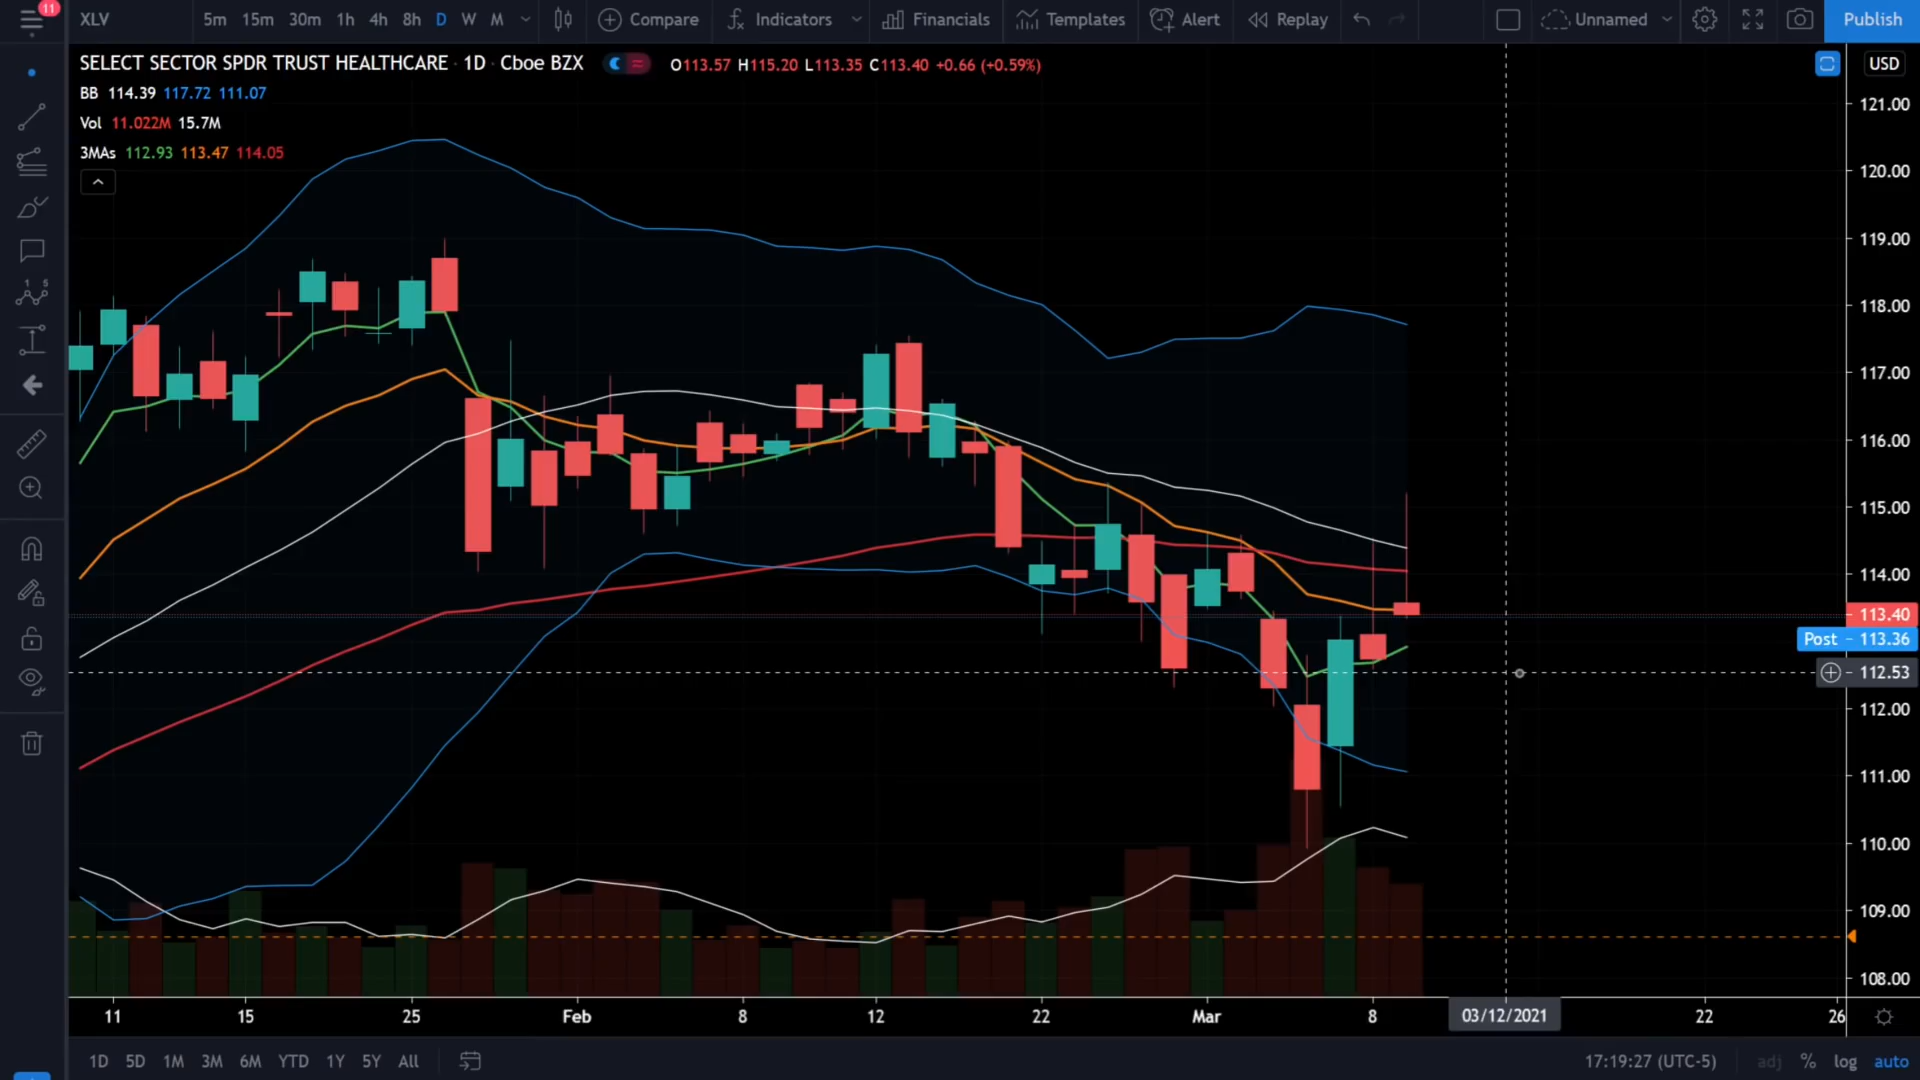 11
XLV
5m 15m 30m 1h 4h 8h D W M
Compare
Indicators
Financials
Templates
Alert
Replay
Unnamed
Publish
SELECT SECTOR SPDR TRUST HEALTHCARE · 1D · Cboe BZX
O113.57 H115.20 L113.35 C113.40 +0.66 (+0.59%)
USD
BB 114.39 117.72 111.07
Vol 11.022M 15.7M
3MAs 112.93 113.47 114.05
1 5
121.00
120.00
119.00
118.00
117.00
116.00
115.00
114.00
113.40
Post 113.36
112.53
112.00
111.00
110.00
109.00
108.00
11 15 25 Feb 8 12 22 Mar 8 03/12/2021 22 26
1D 5D 1M 3M 6M YTD 1Y 5Y All
17:19:27 (UTC-5) adj % log auto